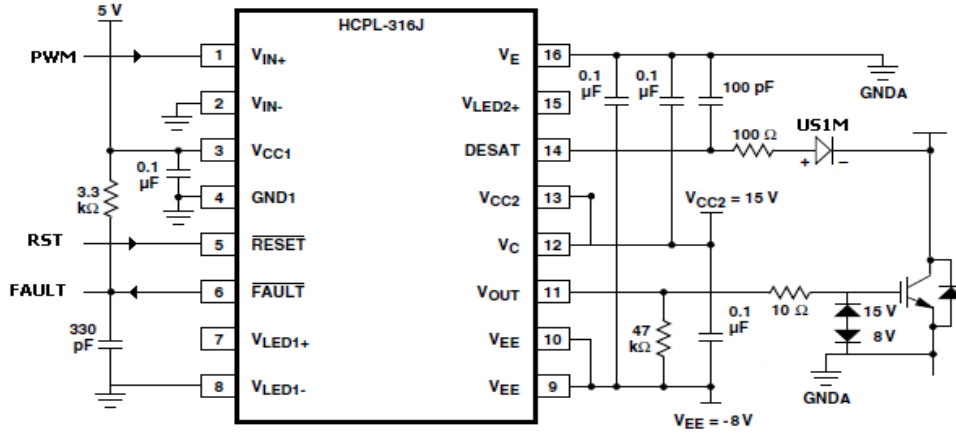 5 V
HCPL-316J
PWM
1
V_IN+
V_E
16
0.1
µF
0.1
µF
100 pF
GNDA
2
V_IN-
V_LED2+
15
3
V_CC1
DESAT
14
100 Ω
US1M
+
-
0.1
µF
3.3
kΩ
4
GND1
V_CC2
13
V_CC2 = 15 V
RST
5
RESET
V_C
12
FAULT
6
FAULT
V_OUT
11
10 Ω
15 V
8 V
330
pF
7
V_LED1+
V_EE
10
47
kΩ
0.1
µF
8
V_LED1-
V_EE
9
GNDA
V_EE = -8 V